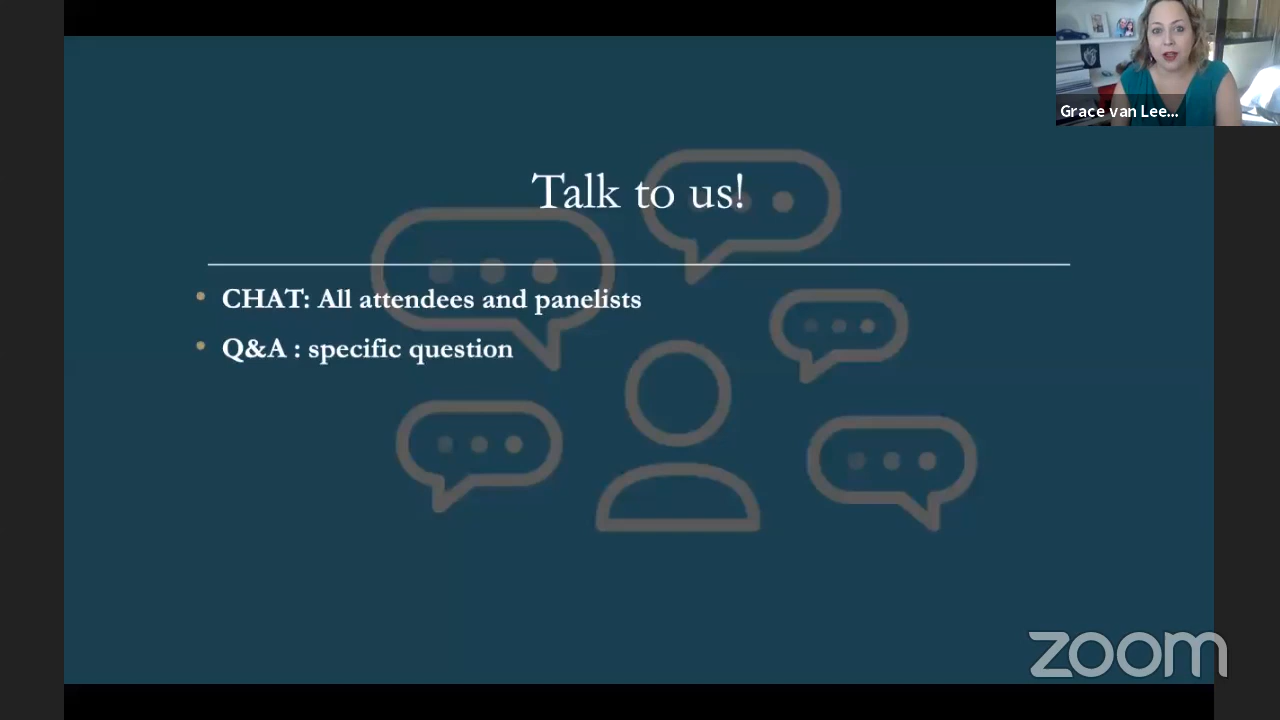 Grace van Lee...
Talk to us!
• CHAT: All attendees and panelists
• Q&A : specific question
zoom